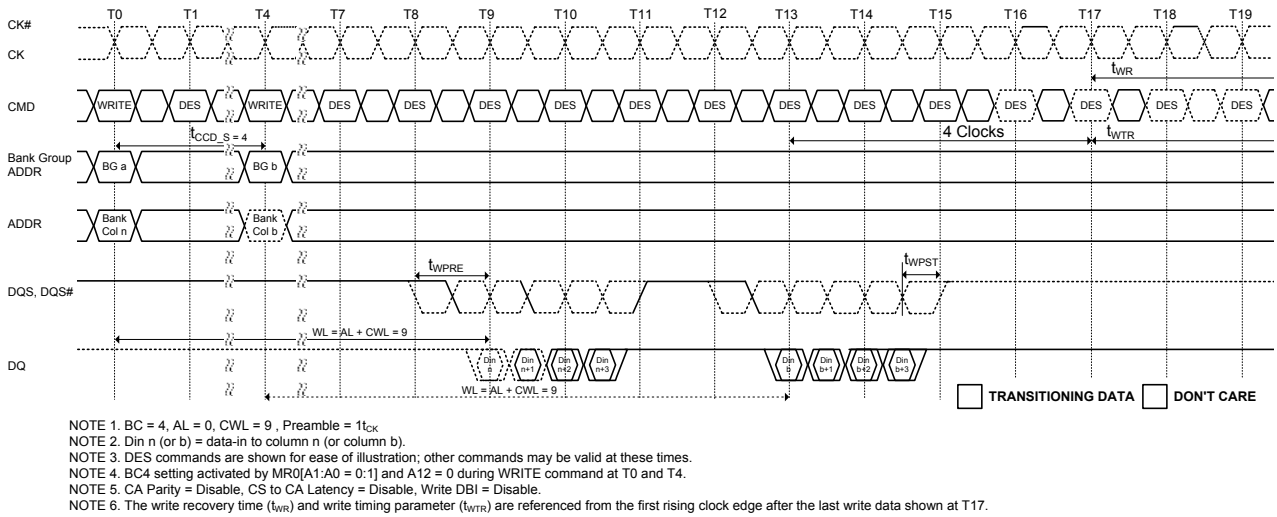 T0 T1 T4 T7 T8 T9 T10 T11 T12 T13 T14 T15 T16 T17 T18 T19
CK#
CK
tWR
CMD WRITE DES WRITE DES DES DES DES DES DES DES DES DES DES DES DES DES
tCCD_S = 4
4 Clocks
tWTR
Bank Group
ADDR
BG a BG b
ADDR
Bank
Col n
Bank
Col b
tWPRE
tWPST
DQS, DQS#
WL = AL + CWL = 9
DQ
Din
n
Din
n+1
Din
n+2
Din
n+3
Din
b
Din
b+1
Din
b+2
Din
b+3
WL = AL + CWL = 9
TRANSITIONING DATA DON'T CARE
NOTE 1. BC = 4, AL = 0, CWL = 9 , Preamble = 1tCK
NOTE 2. Din n (or b) = data-in to column n (or column b).
NOTE 3. DES commands are shown for ease of illustration; other commands may be valid at these times.
NOTE 4. BC4 setting activated by MR0[A1:A0 = 0:1] and A12 = 0 during WRITE command at T0 and T4.
NOTE 5. CA Parity = Disable, CS to CA Latency = Disable, Write DBI = Disable.
NOTE 6. The write recovery time (tWR) and write timing parameter (tWTR) are referenced from the first rising clock edge after the last write data shown at T17.